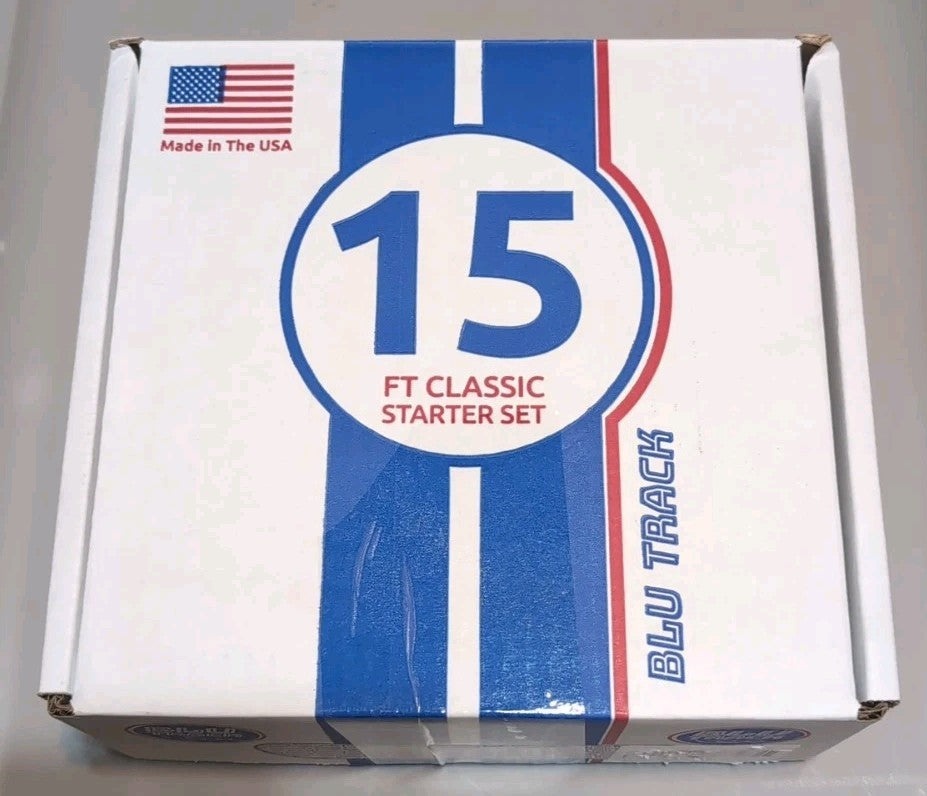 Made in The USA
15
FT CLASSIC
STARTER SET
BLU TRACK